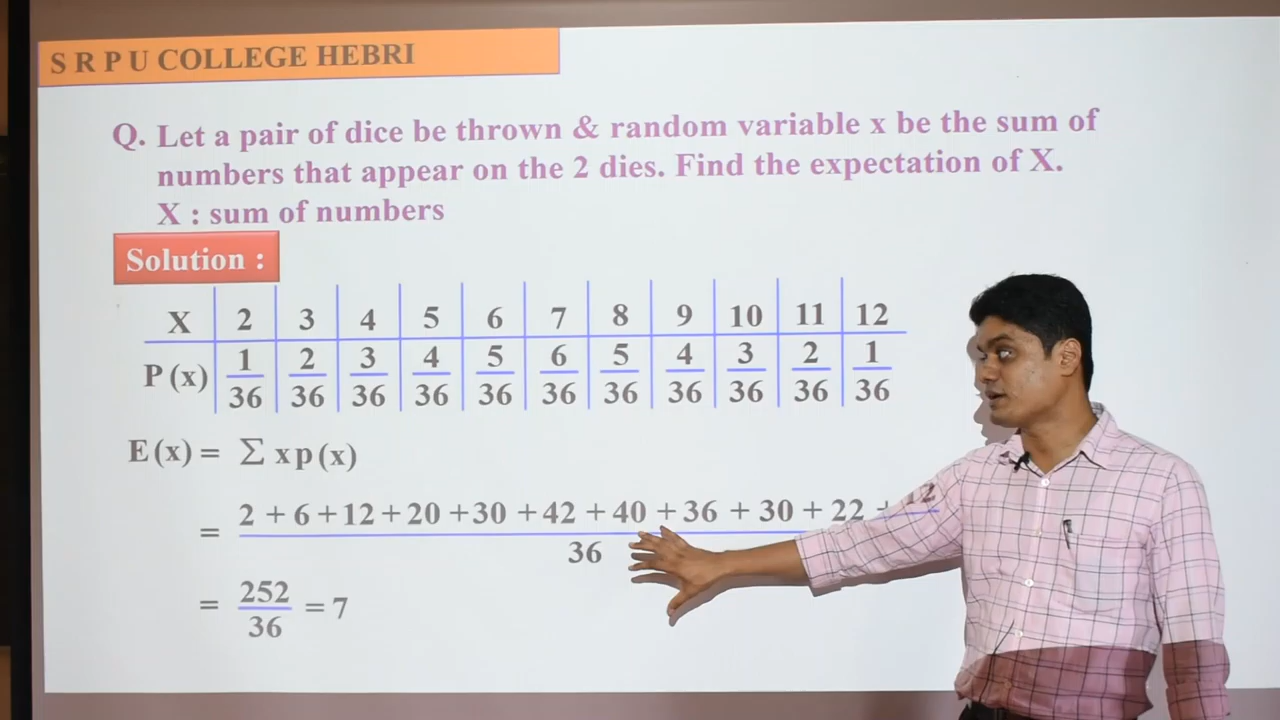 S R P U COLLEGE HEBRI
Q. Let a pair of dice be thrown & random variable x be the sum of
numbers that appear on the 2 dies. Find the expectation of X.
X : sum of numbers
Solution :
X 2 3 4 5 6 7 8 9 10 11 12
P (x) 1/36 2/36 3/36 4/36 5/36 6/36 5/36 4/36 3/36 2/36 1/36
E (x) = Σ x p (x)
= 2 + 6 + 12 + 20 + 30 + 42 + 40 + 36 + 30 + 22 + 12 / 36
= 252/36 = 7